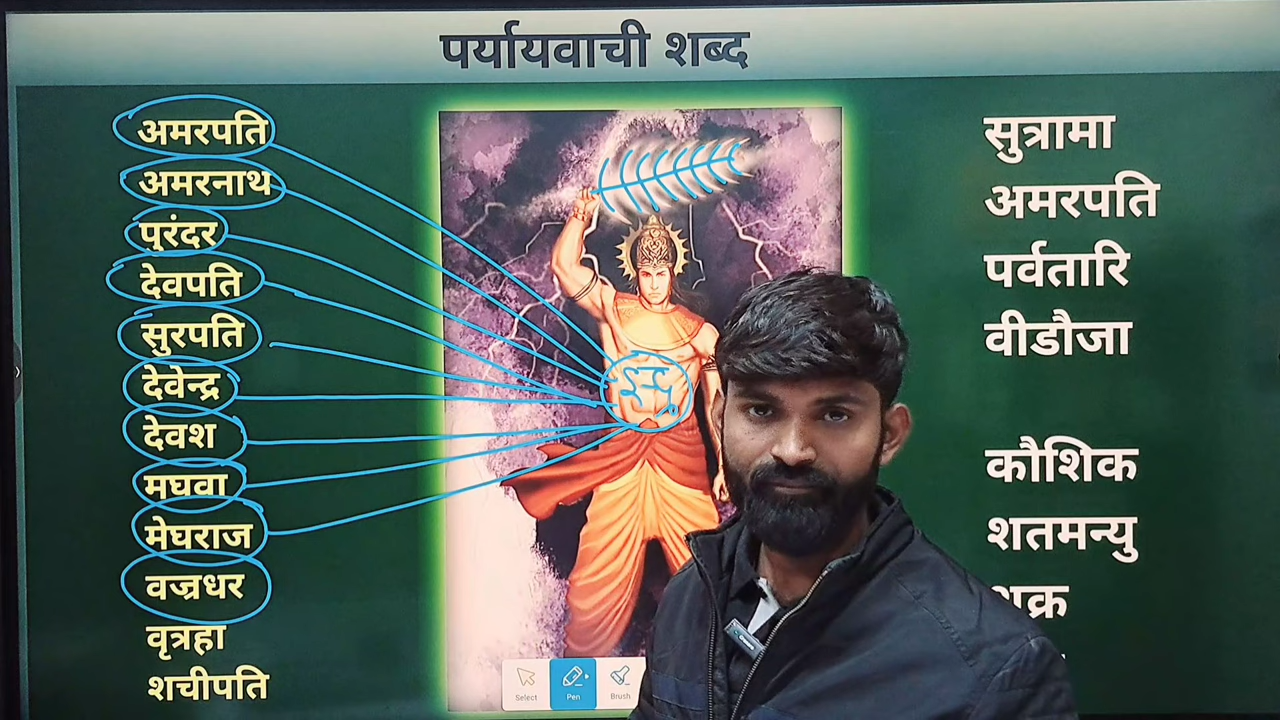 पर्यायवाची शब्द
अमरपति
अमरनाथ
पुरंदर
देवपति
सुरपति
देवेन्द्र
देवश
मघवा
मेघराज
वज्रधर
वृत्रहा
शचीपति
सुत्रामा
अमरपति
पर्वतारि
वीडौजा
कौशिक
शतमन्यु
Select
Pen
Brush